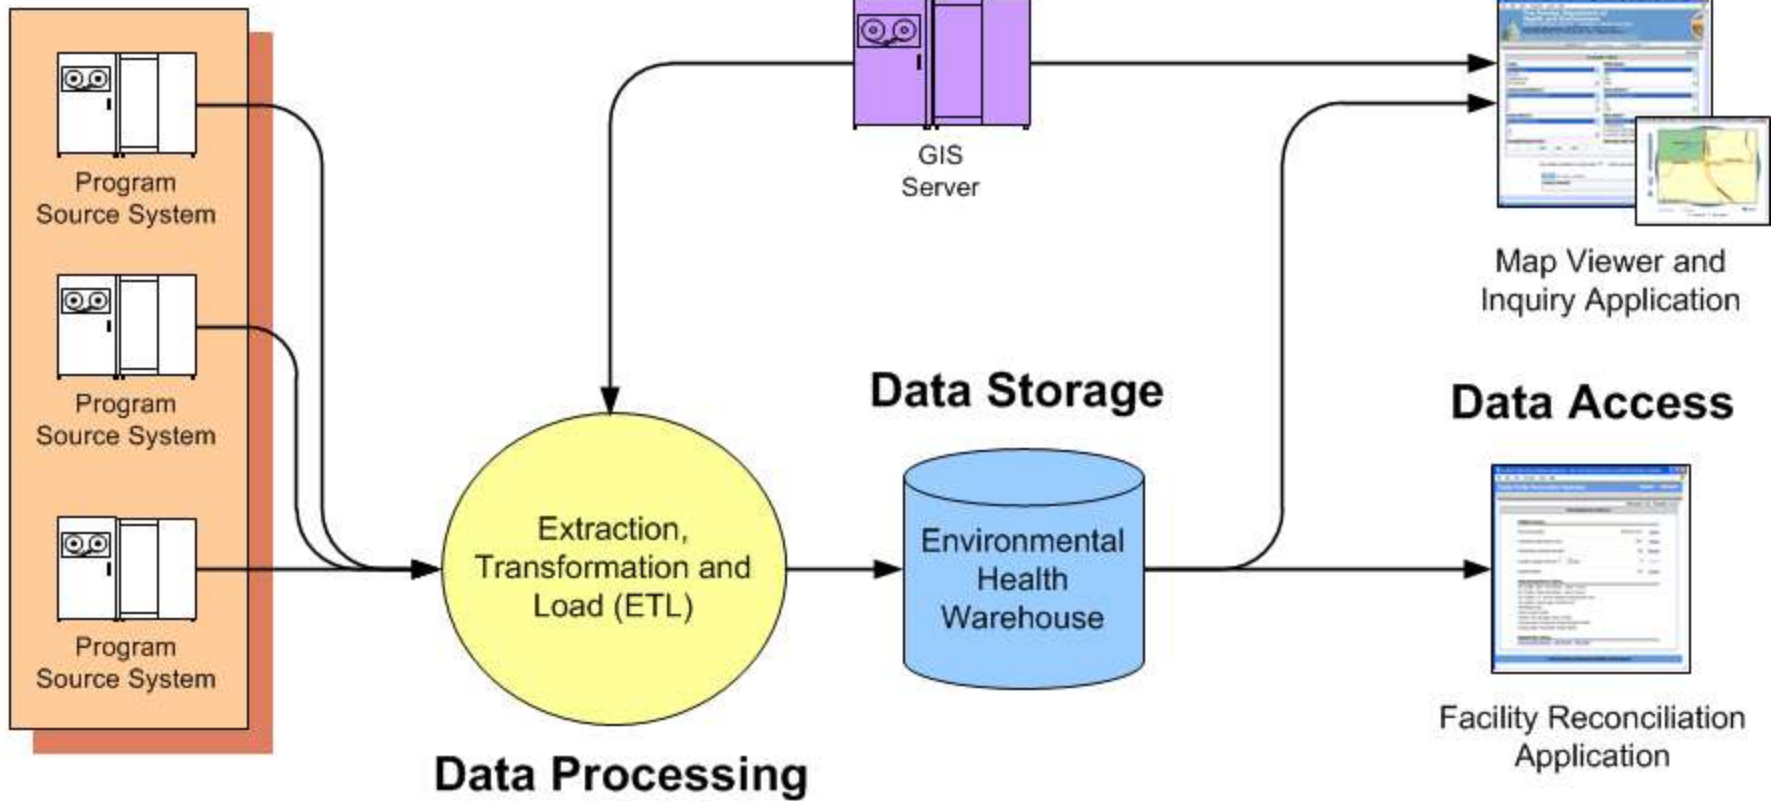 Program
Source System
Program
Source System
Program
Source System
GIS
Server
Extraction,
Transformation and
Load (ETL)
Data Processing
Data Storage
Environmental
Health
Warehouse
Map Viewer and
Inquiry Application
Data Access
Facility Reconciliation
Application